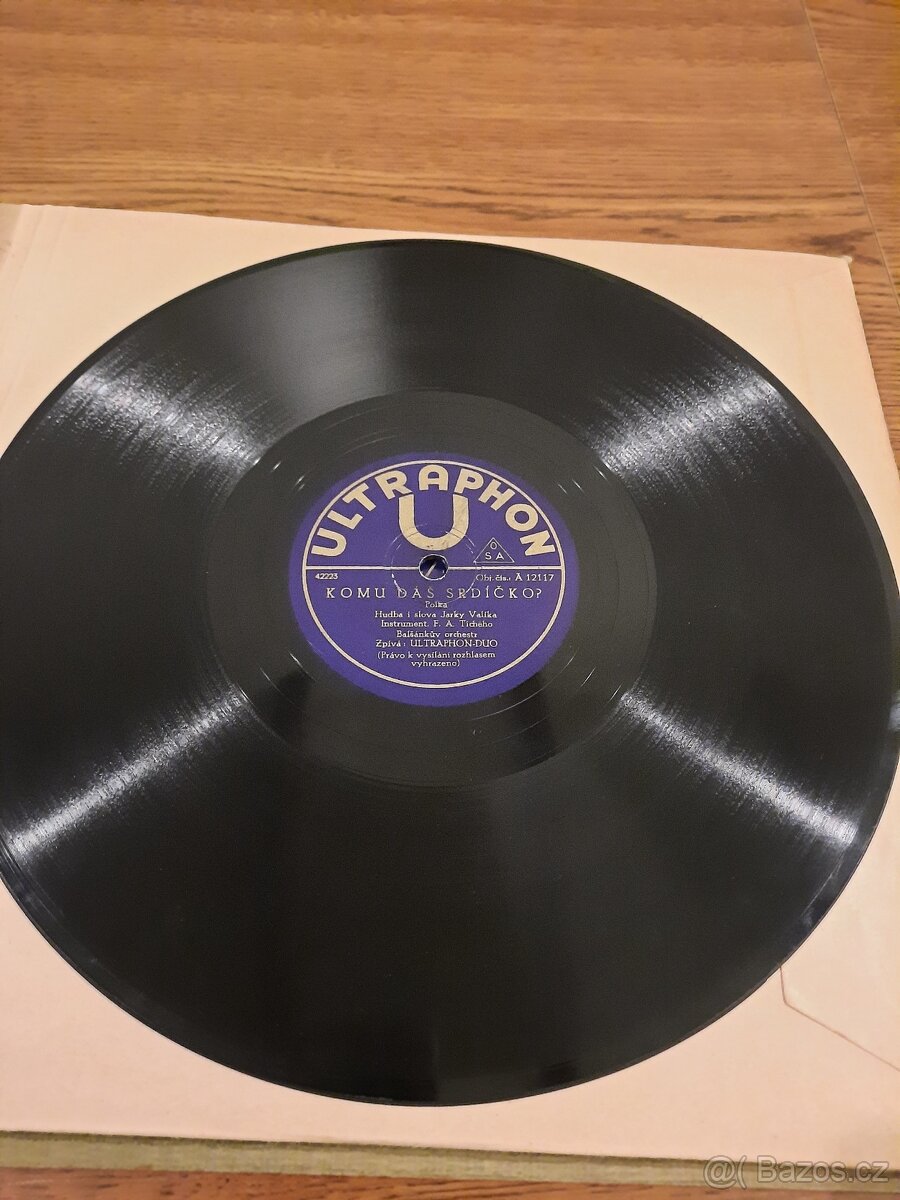 ULTRAPHON
U
OSA
42223
Obj. čís.: A 12117
KOMU DÁŠ SRDÍČKO?
Polka
Hudba i slova Jarky Valíka
Instrument. F. A. Tichého
Balšánkův orchestr
Zpívá: ULTRAPHON-DUO
(Právo k vysílání rozhlasem
vyhrazeno)
@( Bazos.cz